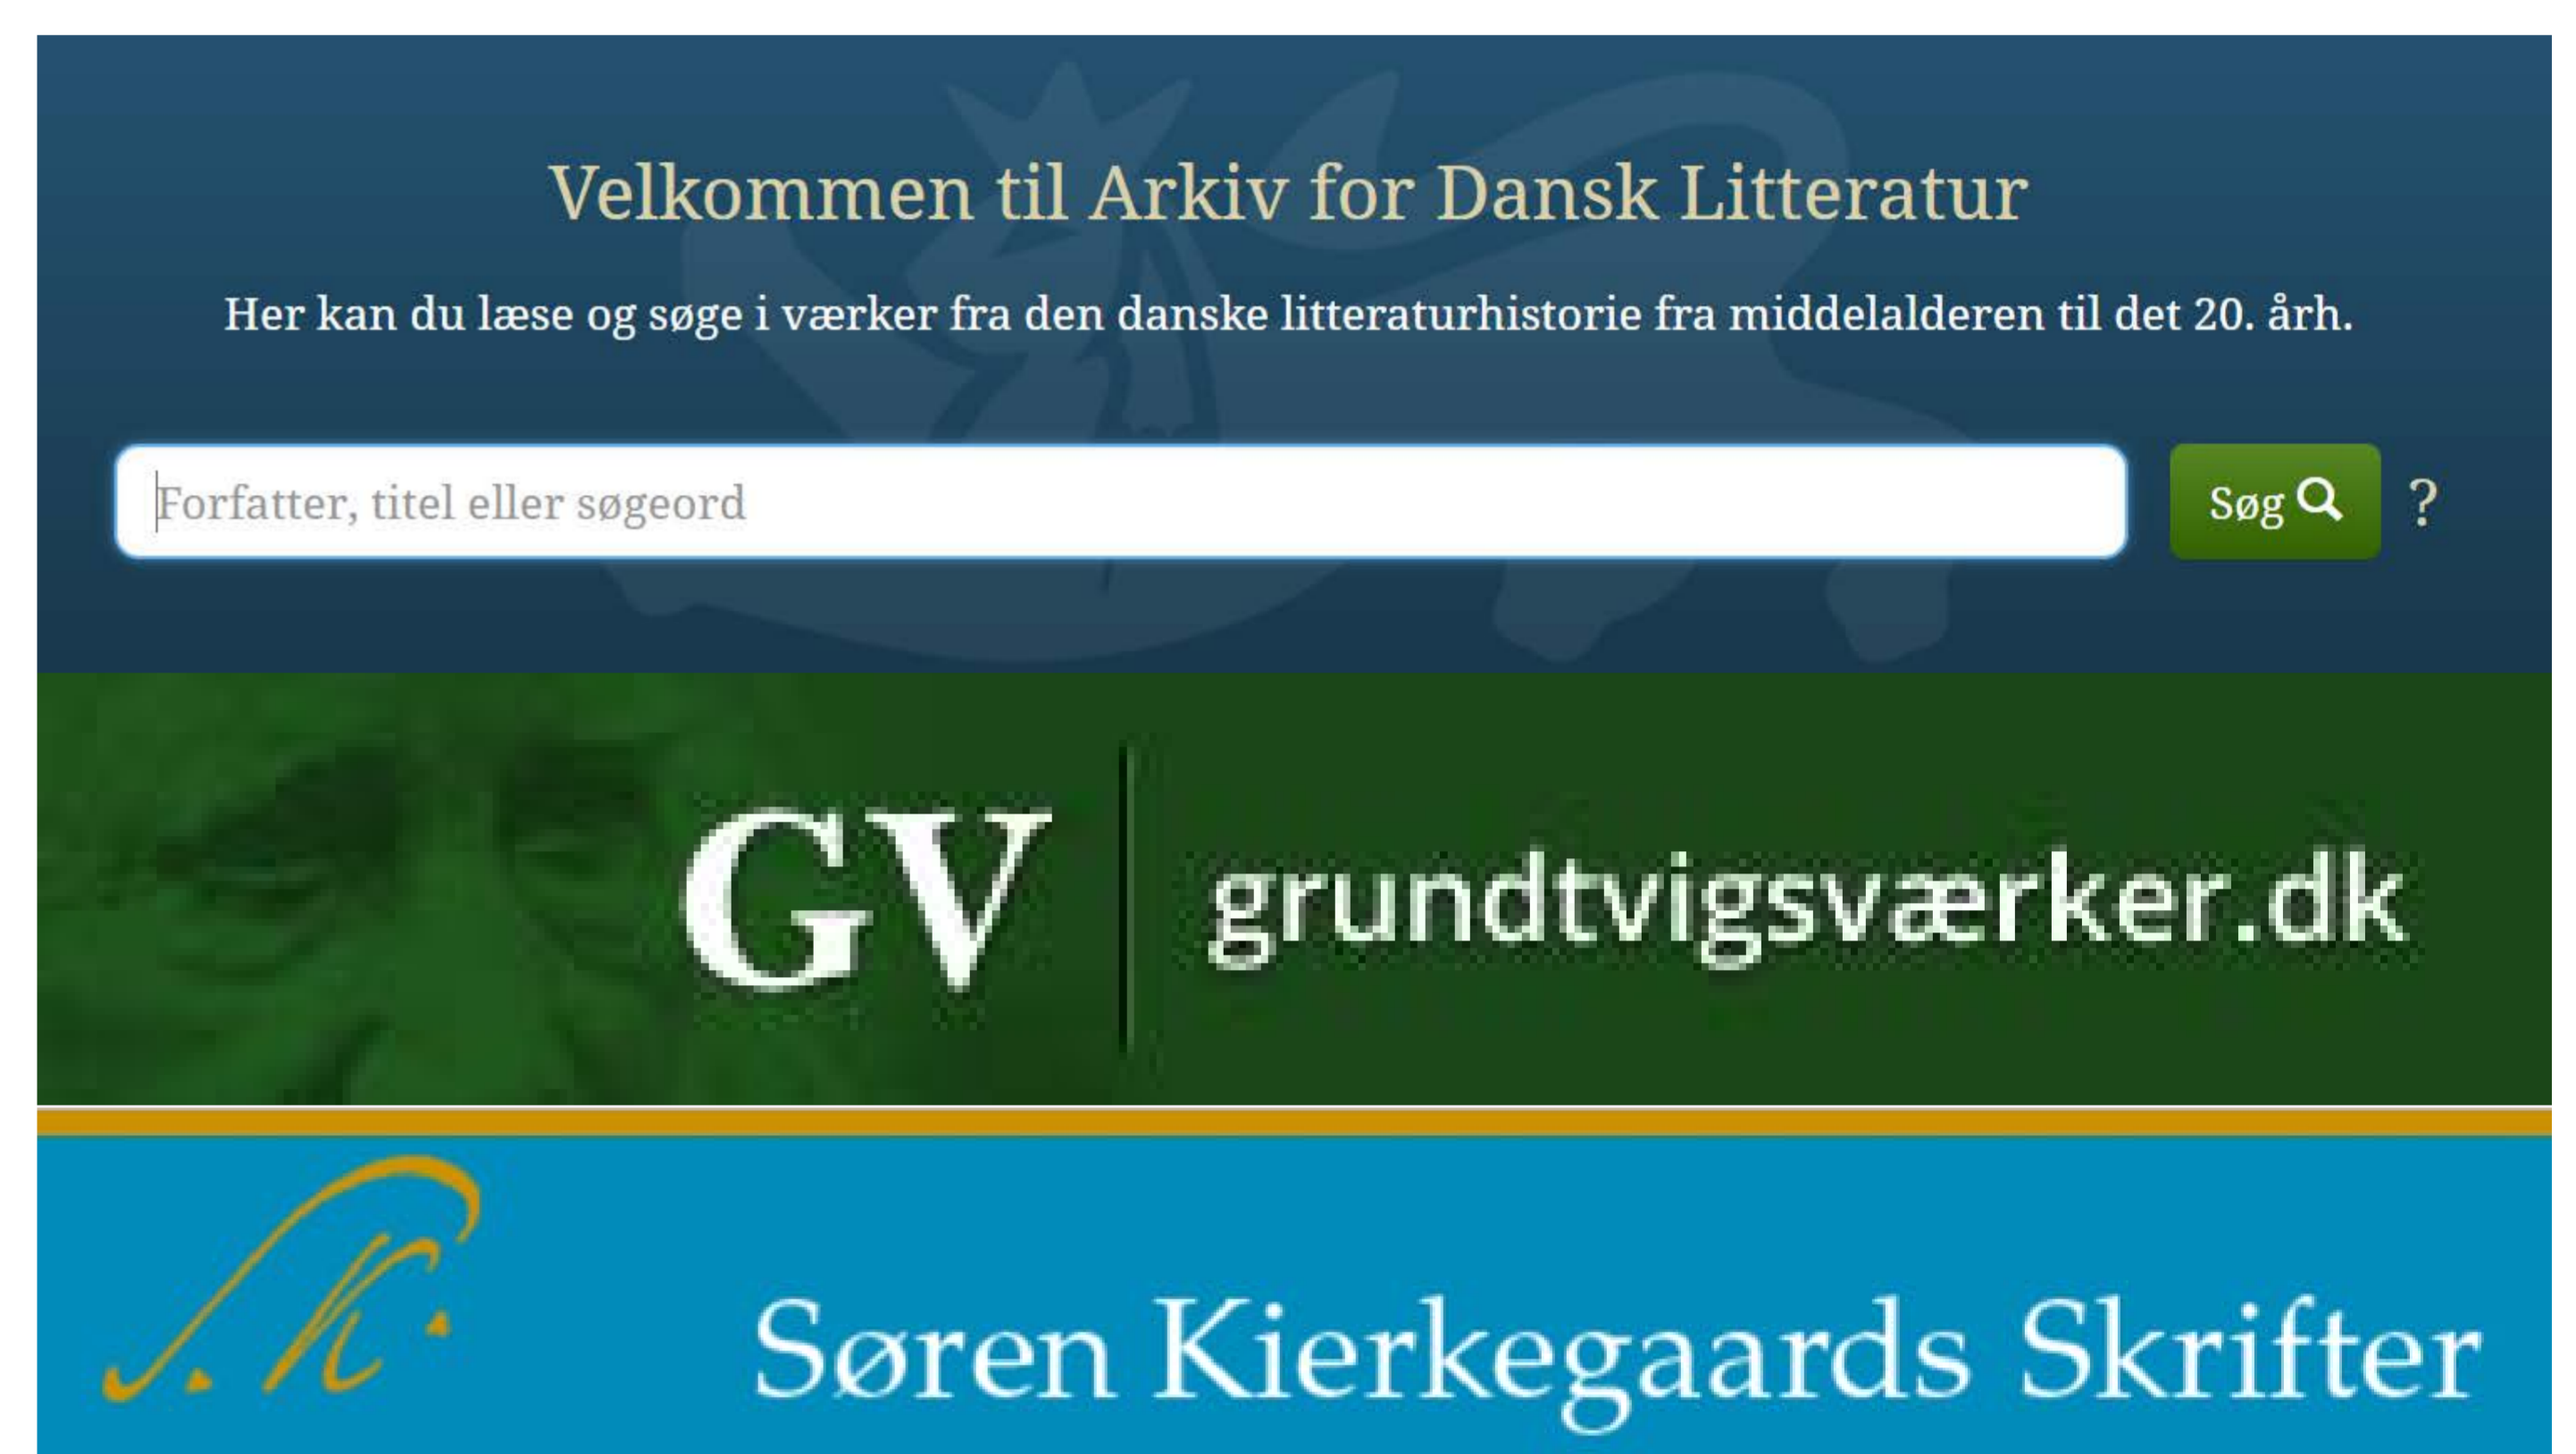 Velkommen til Arkiv for Dansk Litteratur
Her kan du læse og søge i værker fra den danske litteraturhistorie fra middelalderen til det 20. årh.
Forfatter, titel eller søgeord
Søg ?
GV grundtvigsværker.dk
S. K.
Søren Kierkegaards Skrifter